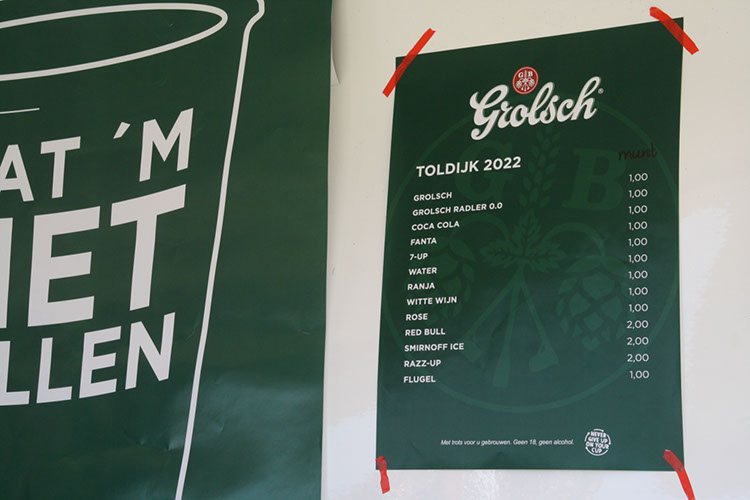 AT ´M
IET
LLEN
G B
Grolsch®
TOLDIJK 2022
munt
GROLSCH 1,00
GROLSCH RADLER 0.0 1,00
COCA COLA 1,00
FANTA 1,00
7-UP 1,00
WATER 1,00
RANJA 1,00
WITTE WIJN 1,00
ROSE 1,00
RED BULL 2,00
SMIRNOFF ICE 2,00
RAZZ-UP 2,00
FLUGEL 1,00
G B
Met trots voor u gebrouwen. Geen 18, geen alcohol.
NEVER
GIVE UP
ON YOUR
CUP